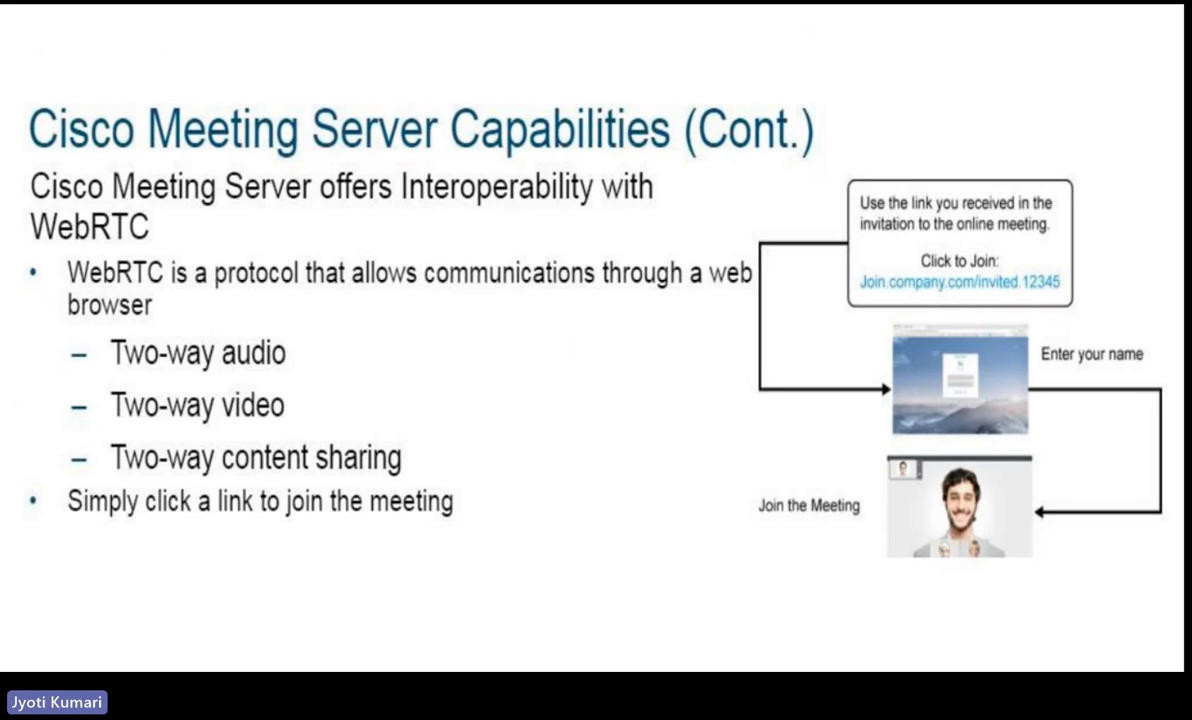 Cisco Meeting Server Capabilities (Cont.)
Cisco Meeting Server offers Interoperability with
WebRTC
• WebRTC is a protocol that allows communications through a web
browser
– Two-way audio
– Two-way video
– Two-way content sharing
• Simply click a link to join the meeting
Use the link you received in the
invitation to the online meeting.
Click to Join:
Join.company.com/invited.12345
Enter your name
Join the Meeting
Jyoti Kumari